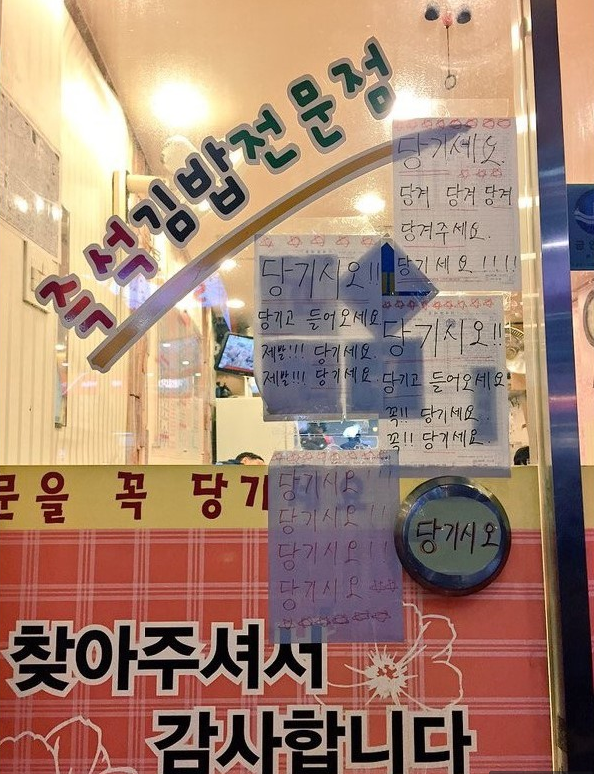 즉석김밥전문점
당기세요.
당겨 당겨 당겨
당겨주세요.
당기세요!!!!
당기시오!!
당기고 들어오세요
제발!!! 당기세요.
제발!!! 당기세요.
당기시오!!
당기고 들어오세요
꼭!! 당기세요..
꼭!! 당기세요.
당기시오!!
당기시오!!
당기시오!!
당기시오
당기시오
문을 꼭 당기
찾아주셔서
감사합니다